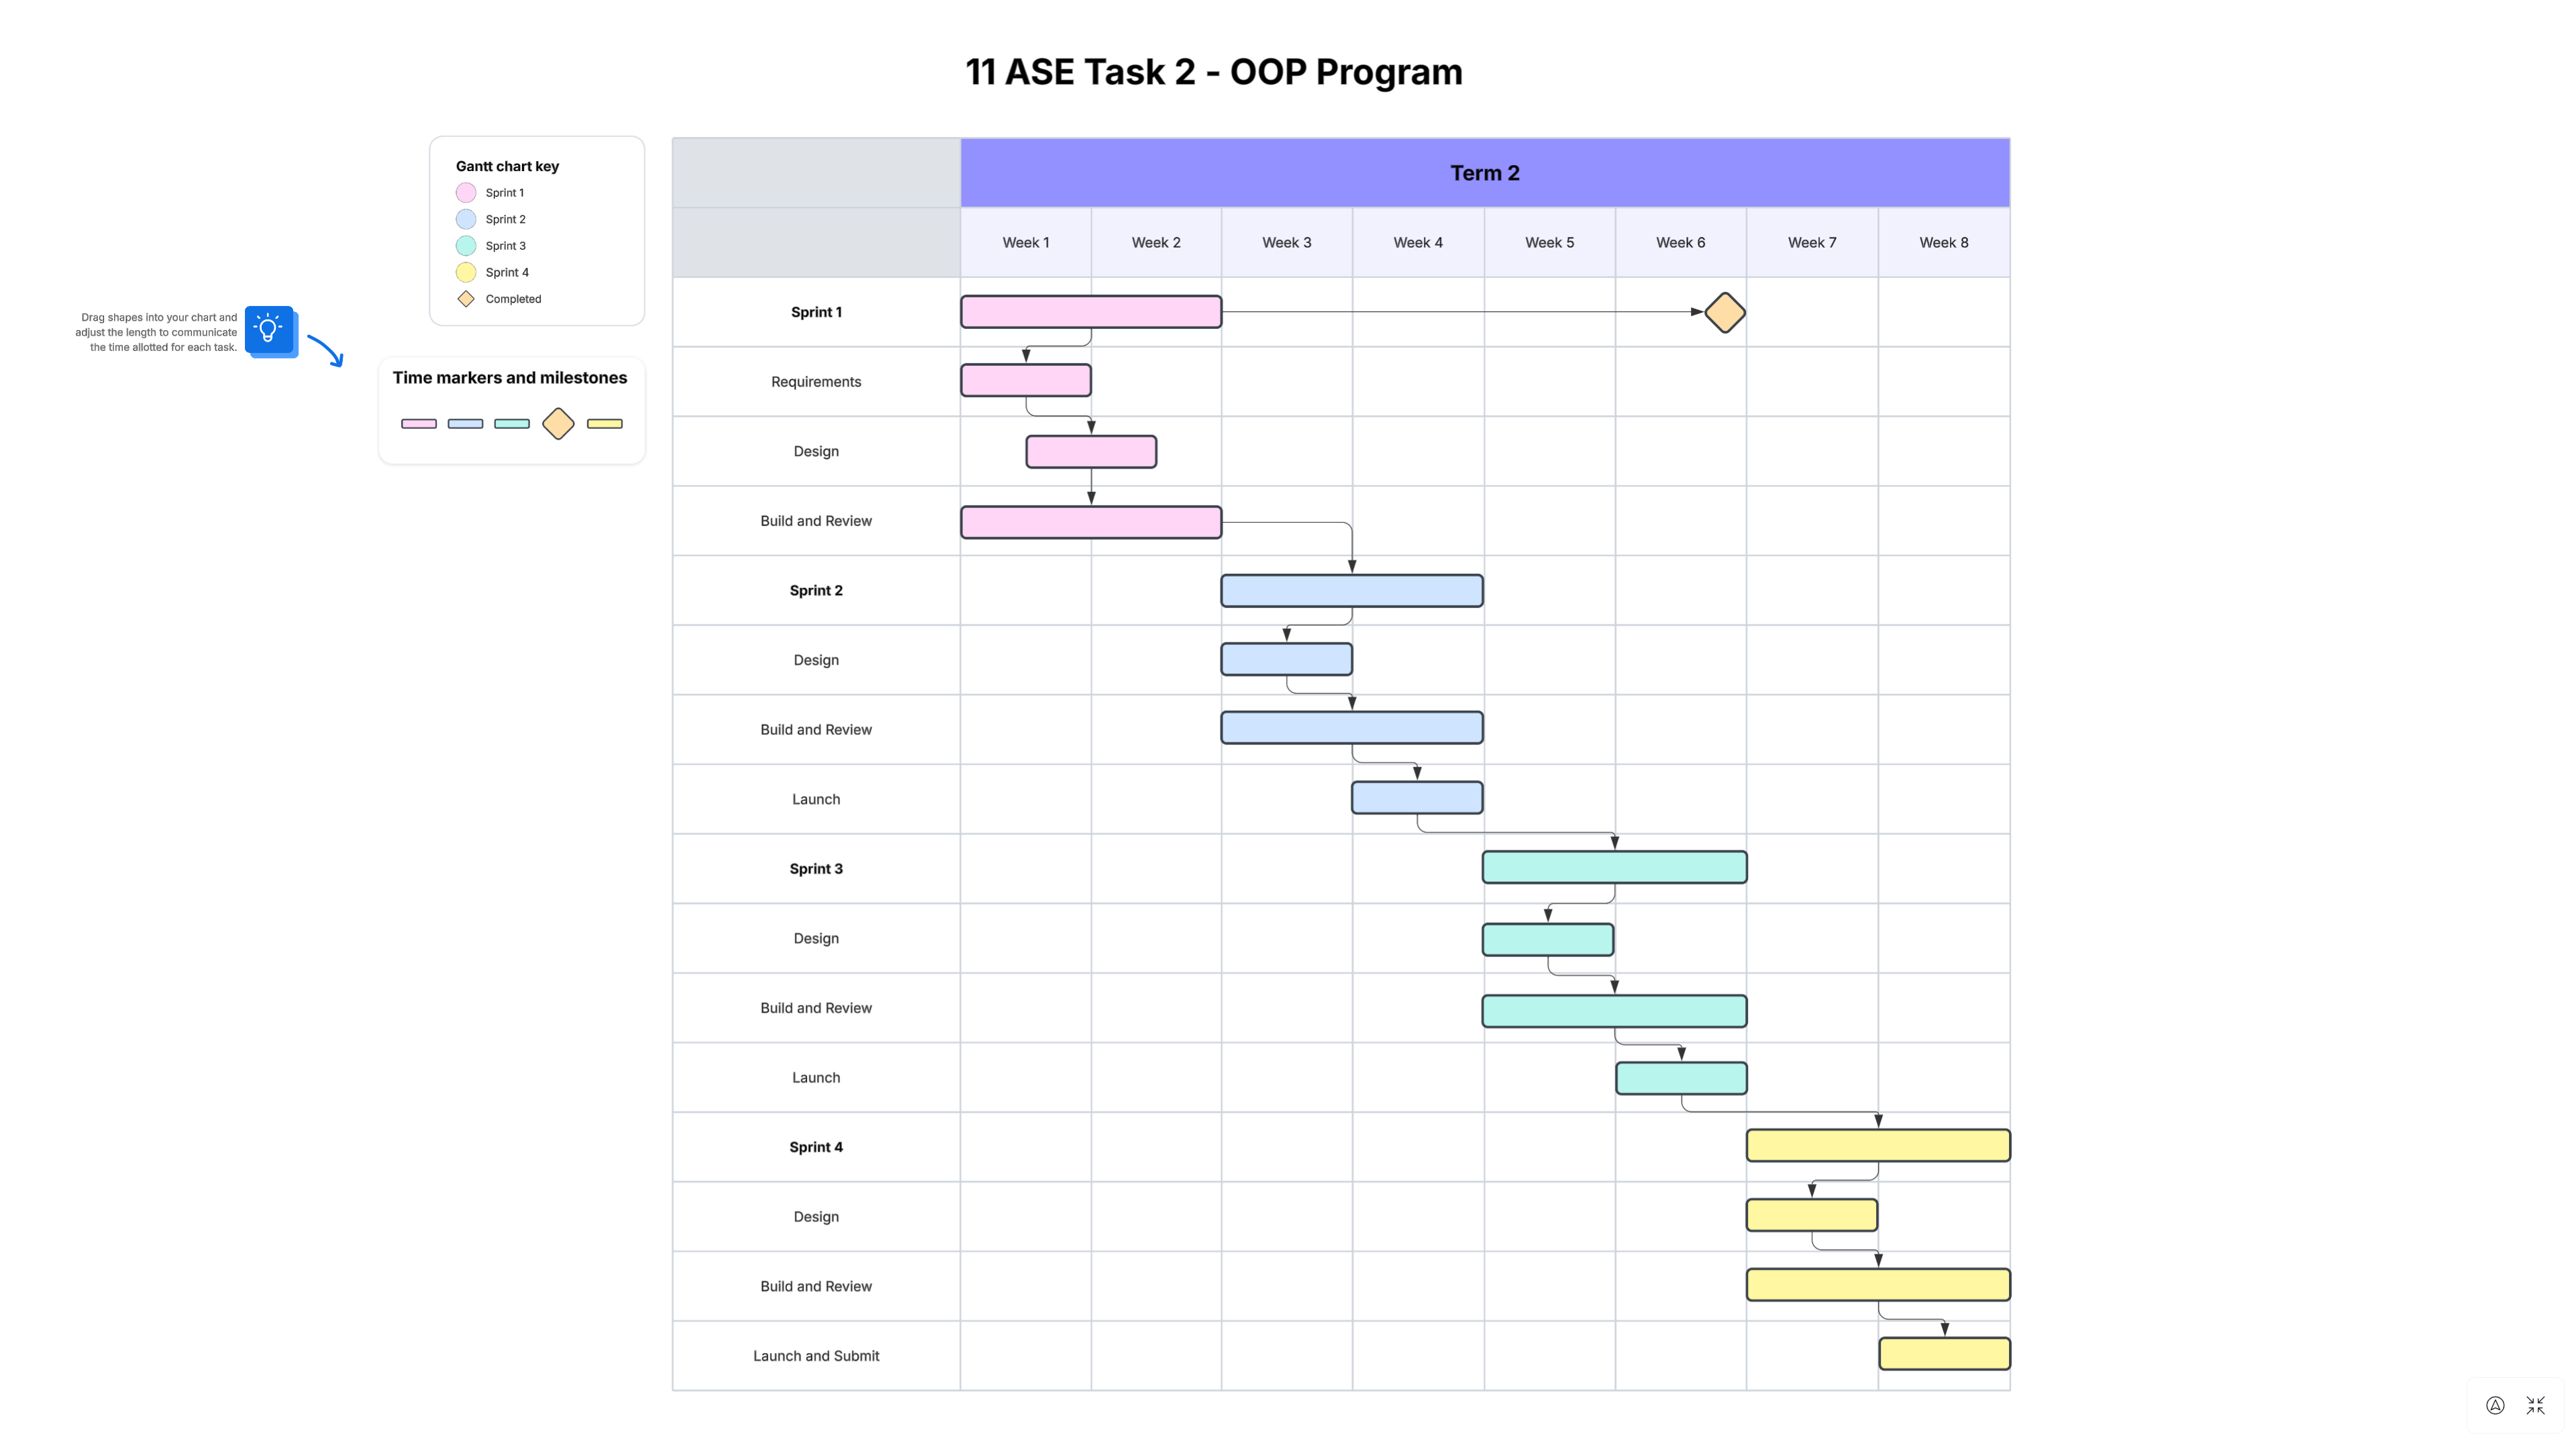 11 ASE Task 2 - OOP Program
Gantt chart key
Sprint 1
Sprint 2
Sprint 3
Sprint 4
Completed
Drag shapes into your chart and
adjust the length to communicate
the time allotted for each task.
Time markers and milestones
Term 2
Week 1
Week 2
Week 3
Week 4
Week 5
Week 6
Week 7
Week 8
Sprint 1
Requirements
Design
Build and Review
Sprint 2
Design
Build and Review
Launch
Sprint 3
Design
Build and Review
Launch
Sprint 4
Design
Build and Review
Launch and Submit